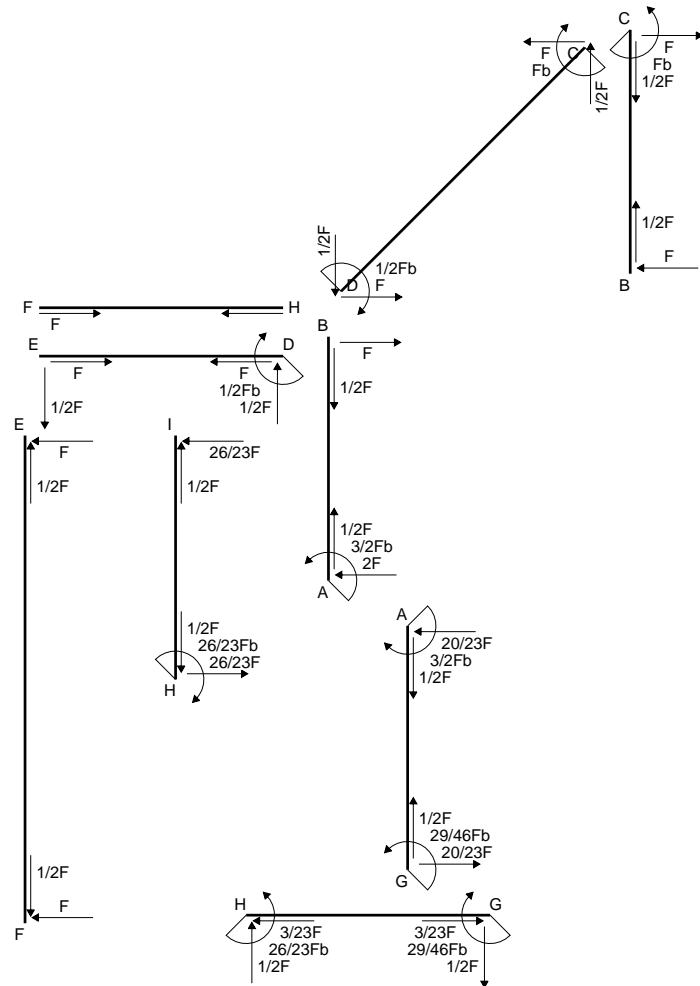 C
F
Fb
1/2F
F
C
Fb
1/2F
1/2F
F
B
1/2F
1/2Fb
D
F
F
H
F
E
D
F
F
1/2Fb
1/2F
1/2F
B
F
1/2F
1/2F
3/2Fb
2F
A
E
F
1/2F
1/2F
F
F
I
26/23F
1/2F
1/2F
26/23Fb
26/23F
H
A
20/23F
3/2Fb
1/2F
1/2F
29/46Fb
20/23F
G
H
G
3/23F
26/23Fb
1/2F
3/23F
29/46Fb
1/2F